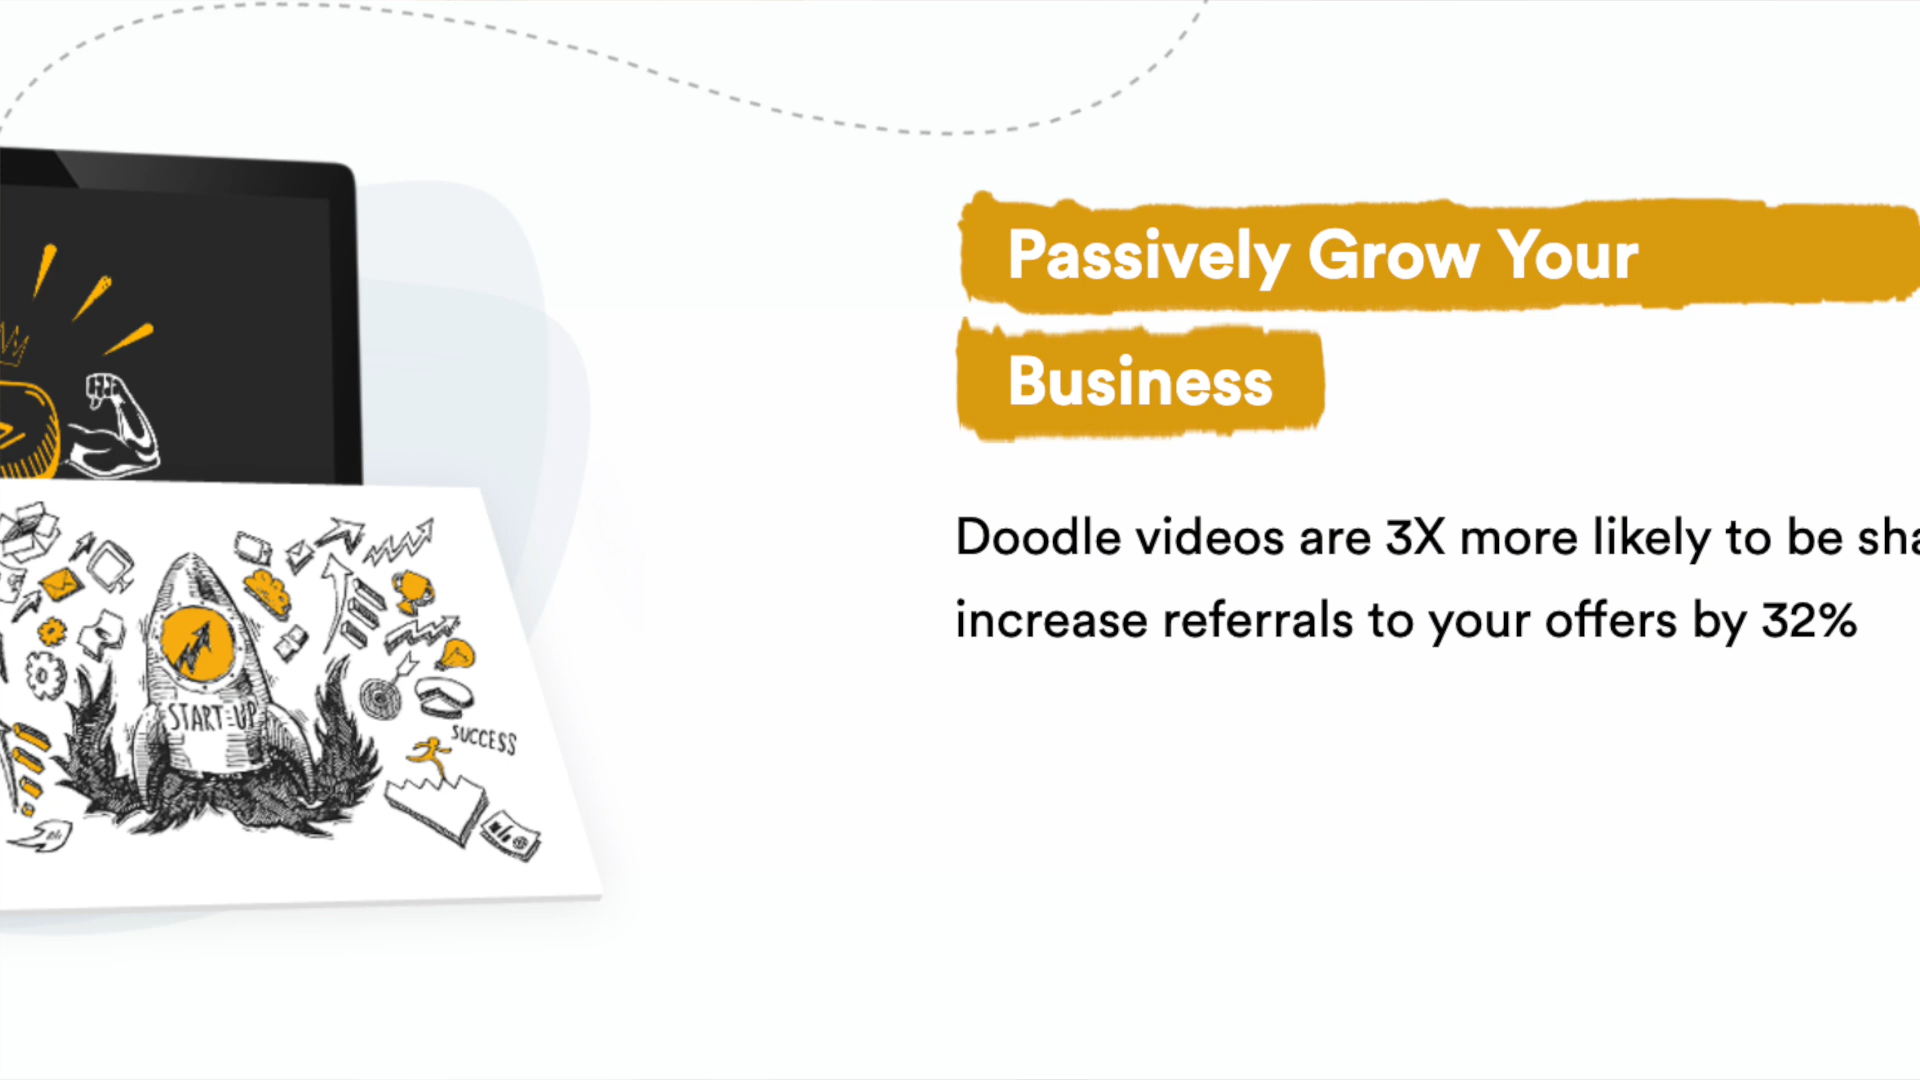 Passively Grow Your
Business
Doodle videos are 3X more likely to be sha
increase referrals to your offers by 32%
START-UP
SUCCESS